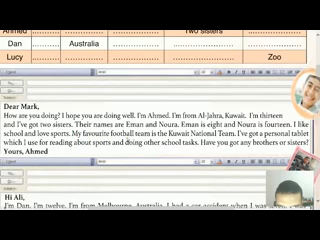 Ahmed ............ ............ ............ Two sisters ............
Dan ............ Australia ............ ............ ............
Lucy ............ ............ ............ ............ Zoo
Dear Mark,
How are you doing? I hope you are doing well. I'm Ahmed. I'm from Al-Jahra, Kuwait. I'm thirteen
and I've got two sisters. Their names are Eman and Noura. Eman is eight and Noura is fourteen. I like
school and love sports. My favourite football team is the Kuwait National Team. I've got a personal tablet
which I use for reading about sports and doing other school tasks. Have you got any brothers or sisters?
Yours, Ahmed
Hi Ali,
I'm Dan. I'm twelve. I'm from Melbourne, Australia. I had a car accident when I was